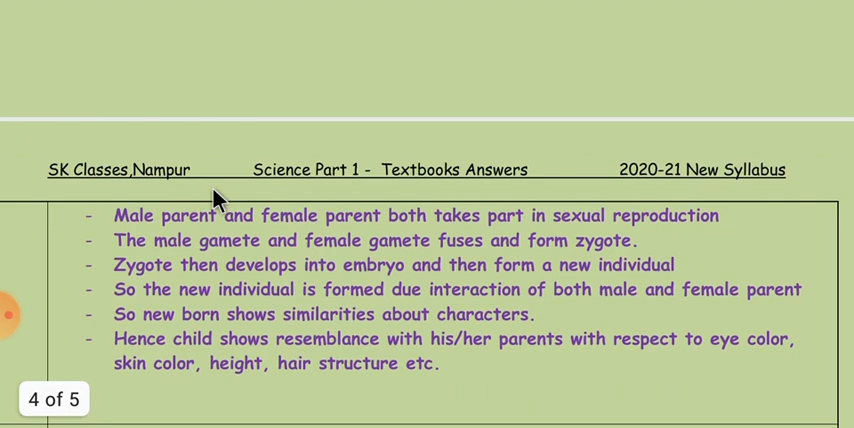 SK Classes,Nampur Science Part 1 - Textbooks Answers 2020-21 New Syllabus
- Male parent and female parent both takes part in sexual reproduction
- The male gamete and female gamete fuses and form zygote.
- Zygote then develops into embryo and then form a new individual
- So the new individual is formed due interaction of both male and female parent
- So new born shows similarities about characters.
- Hence child shows resemblance with his/her parents with respect to eye color,
skin color, height, hair structure etc.
4 of 5